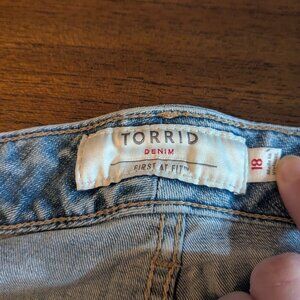 TORRID
DENIM
FIRST AT FIT
18